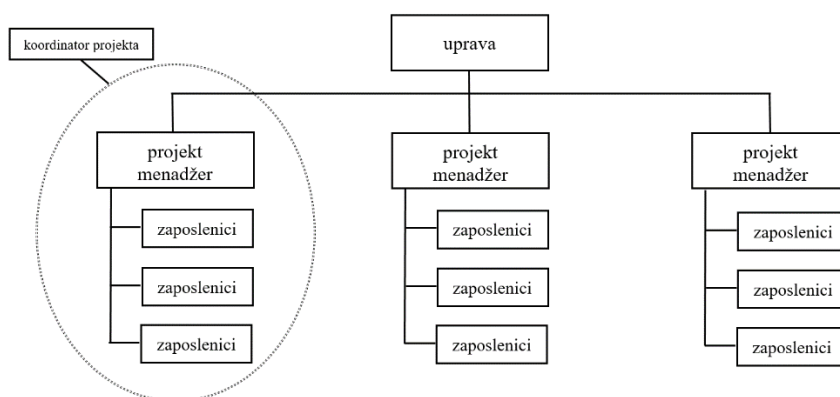 koordinator projekta
uprava
projekt
menadžer
zaposlenici
zaposlenici
zaposlenici
projekt
menadžer
zaposlenici
zaposlenici
zaposlenici
projekt
menadžer
zaposlenici
zaposlenici
zaposlenici